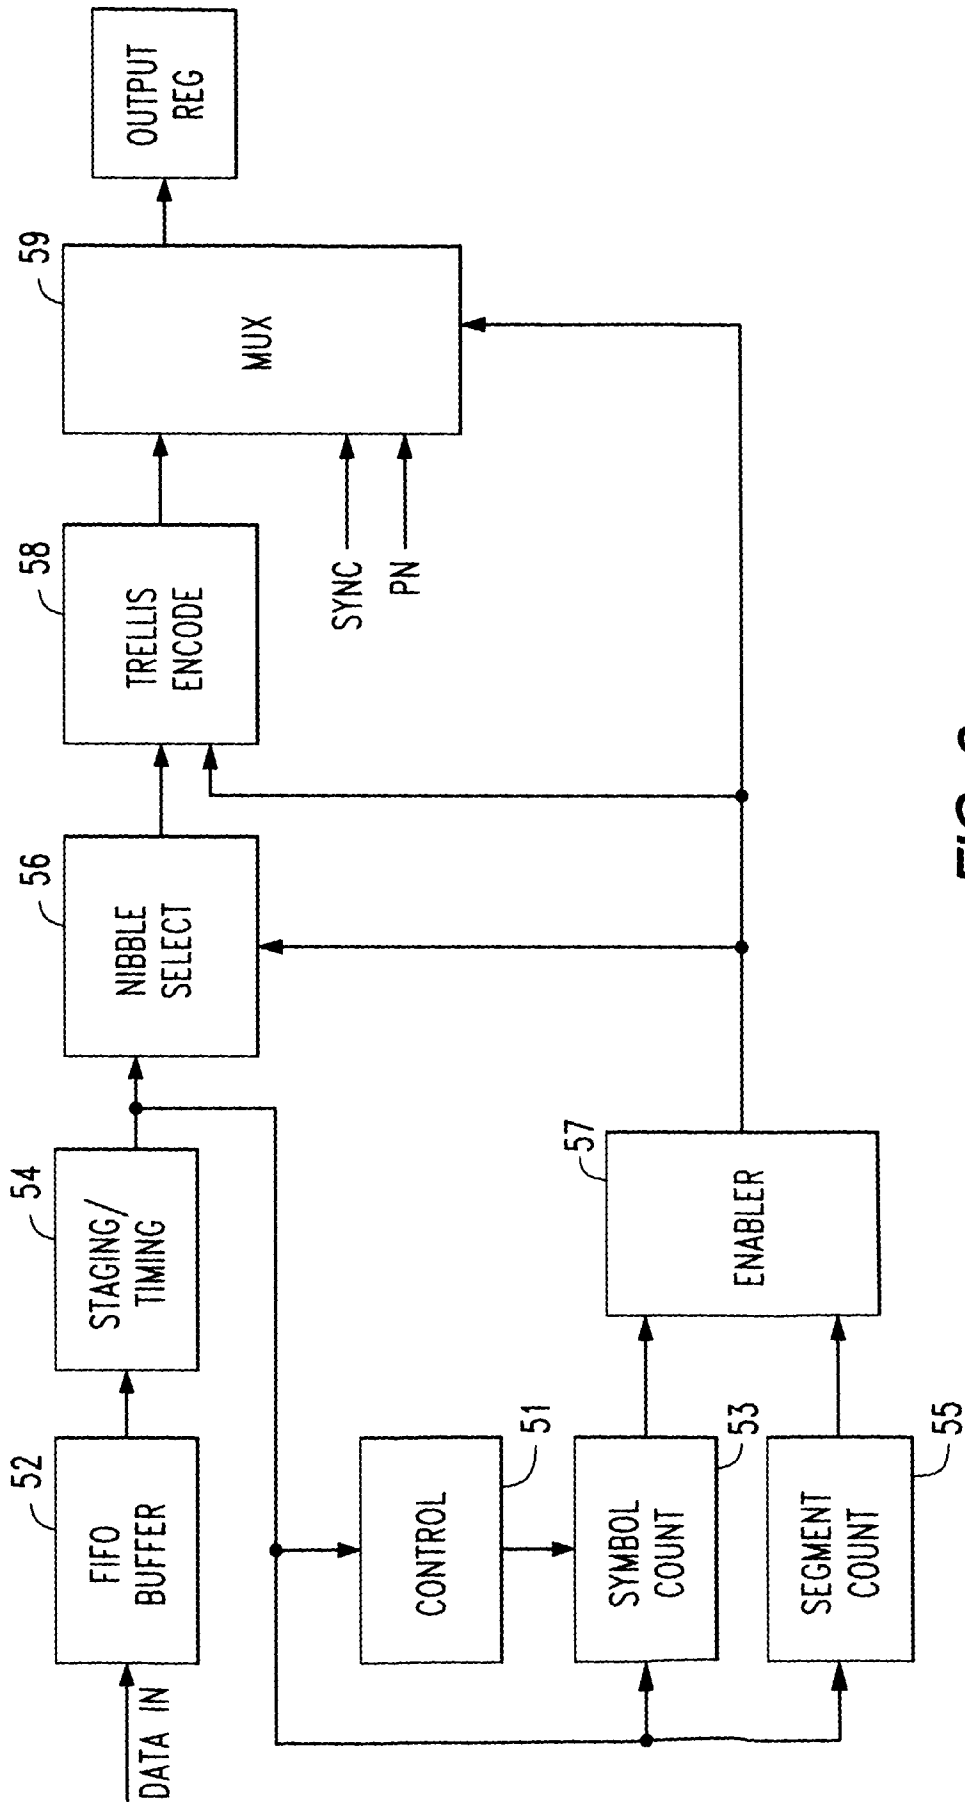 DATA IN
52
FIFO
BUFFER
54
STAGING/
TIMING
56
NIBBLE
SELECT
58
TRELLIS
ENCODE
59
MUX
OUTPUT
REG
SYNC
PN
CONTROL
51
SYMBOL
COUNT
53
SEGMENT
COUNT
55
57
ENABLER
FIG.